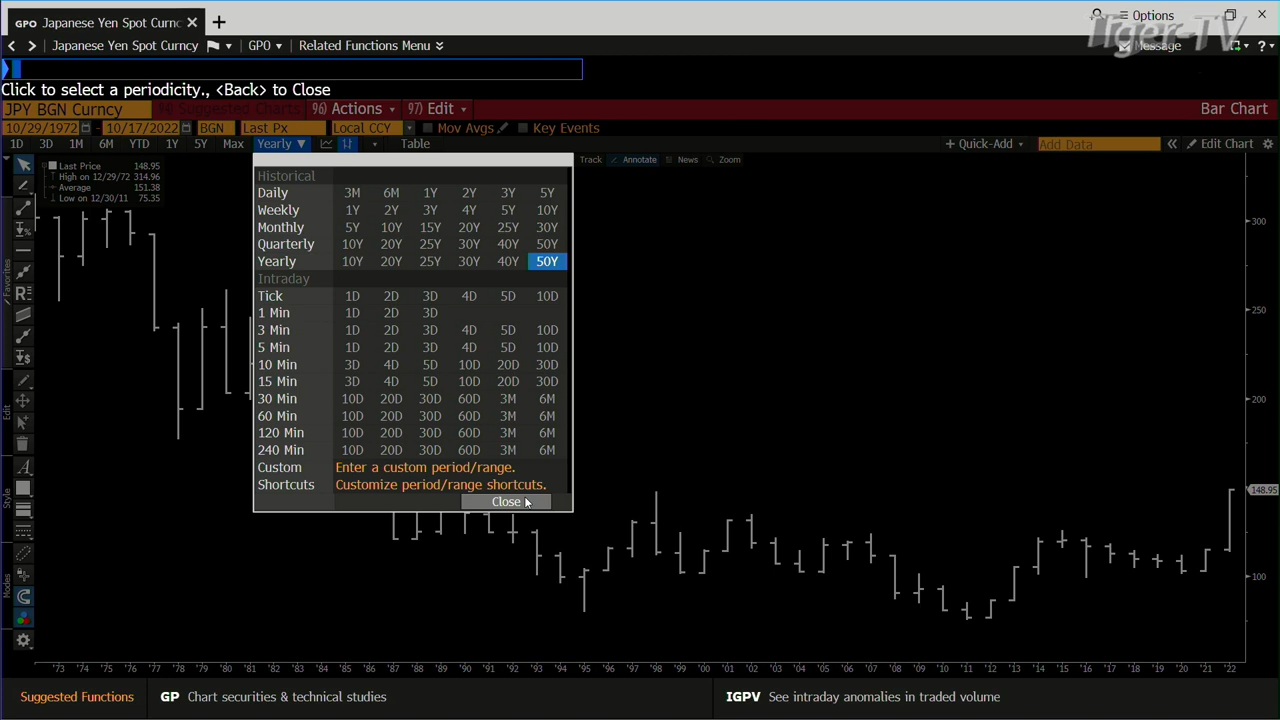 GPO Japanese Yen Spot Curnc
Options
Tiger-TV
Japanese Yen Spot Curncy GPO Related Functions Menu
Message
?
Click to select a periodicity., <Back> to Close
JPY BGN Curncy 96) Suggested Charts 96) Actions 97) Edit Bar Chart
10/29/1972 - 10/17/2022 BGN Last Px Local CCY Mov Avgs Key Events
1D 3D 1M 6M YTD 1Y 5Y Max Yearly ▼ Table + Quick-Add Add Data « Edit Chart
Track Annotate News Zoom
Last Price 148.95
High on 12/29/72 314.96
Average 151.38
Low on 12/30/11 75.35
Historical
Daily 3M 6M 1Y 2Y 3Y 5Y
Weekly 1Y 2Y 3Y 4Y 5Y 10Y
Monthly 5Y 10Y 15Y 20Y 25Y 30Y
Quarterly 10Y 20Y 25Y 30Y 40Y 50Y
Yearly 10Y 20Y 25Y 30Y 40Y 50Y
Intraday
Tick 1D 2D 3D 4D 5D 10D
1 Min 1D 2D 3D
3 Min 1D 2D 3D 4D 5D 10D
5 Min 1D 2D 3D 4D 5D 10D
10 Min 3D 4D 5D 10D 20D 30D
15 Min 3D 4D 5D 10D 20D 30D
30 Min 10D 20D 30D 60D 3M 6M
60 Min 10D 20D 30D 60D 3M 6M
120 Min 10D 20D 30D 60D 3M 6M
240 Min 10D 20D 30D 60D 3M 6M
Custom Enter a custom period/range.
Shortcuts Customize period/range shortcuts.
Close
Favorites
Edit
Style
Modes
300
250
200
148.95
100
'73 '74 '75 '76 '77 '78 '79 '80 '81 '82 '83 '84 '85 '86 '87 '88 '89 '90 '91 '92 '93 '94 '95 '96 '97 '98 '99 '00 '01 '02 '03 '04 '05 '06 '07 '08 '09 '10 '11 '12 '13 '14 '15 '16 '17 '18 '19 '20 '21 '22
Suggested Functions GP Chart securities & technical studies IGPV See intraday anomalies in traded volume